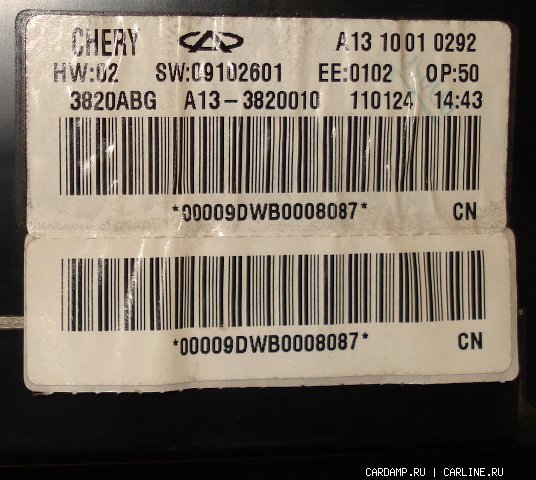 CHERY A13 1001 0292
HW:02 SW:09102601 EE:0102 OP:50
3820ABG A13-3820010 110124 14:43
*00009DWB0008087* CN
*00009DWB0008087* CN
CARDAMP.RU | CARLINE.RU